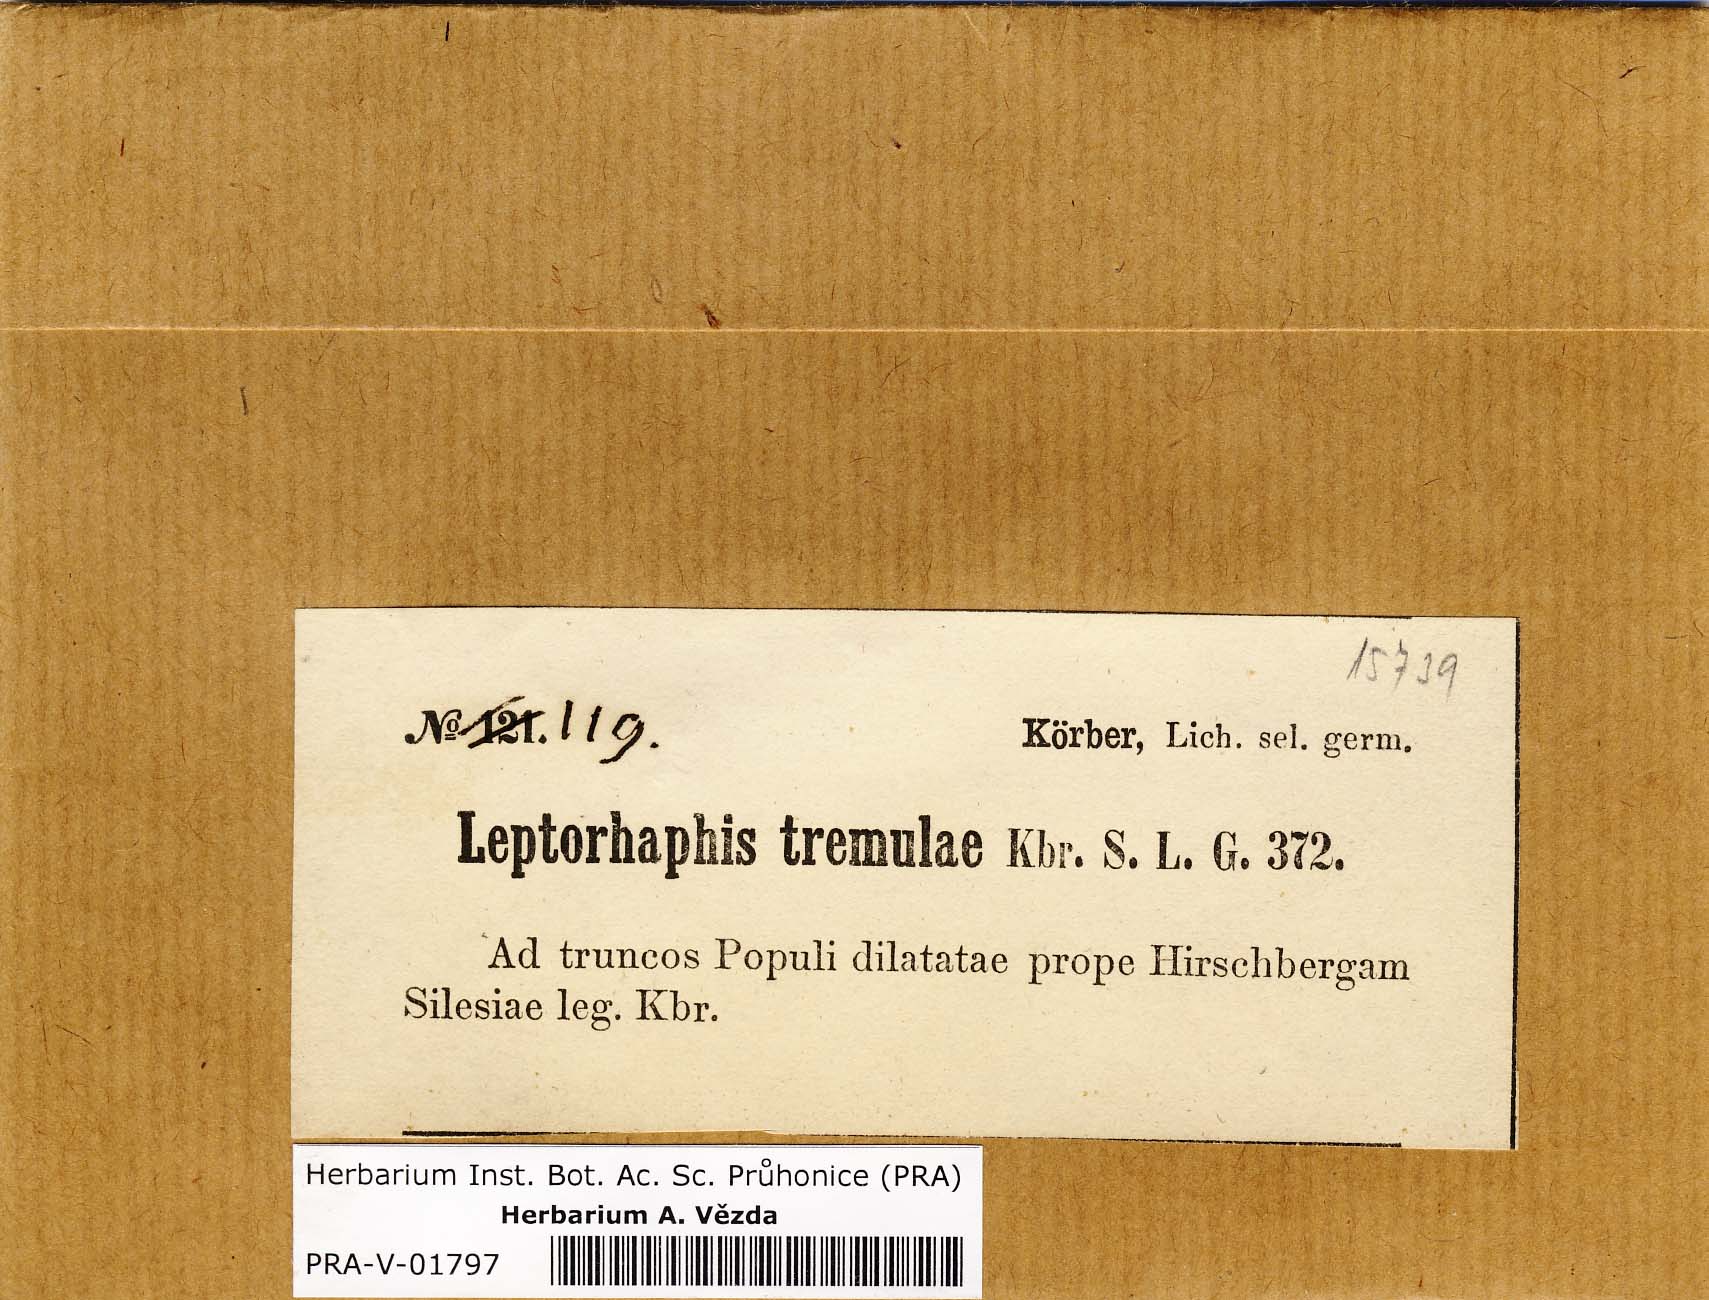 15739
№ 121. 119.
Körber, Lich. sel. germ.
Leptorhaphis tremulae Kbr. S. L. G. 372.
Ad truncos Populi dilatatae prope Hirschbergam
Silesiae leg. Kbr.
Herbarium Inst. Bot. Ac. Sc. Průhonice (PRA)
Herbarium A. Vězda
PRA-V-01797